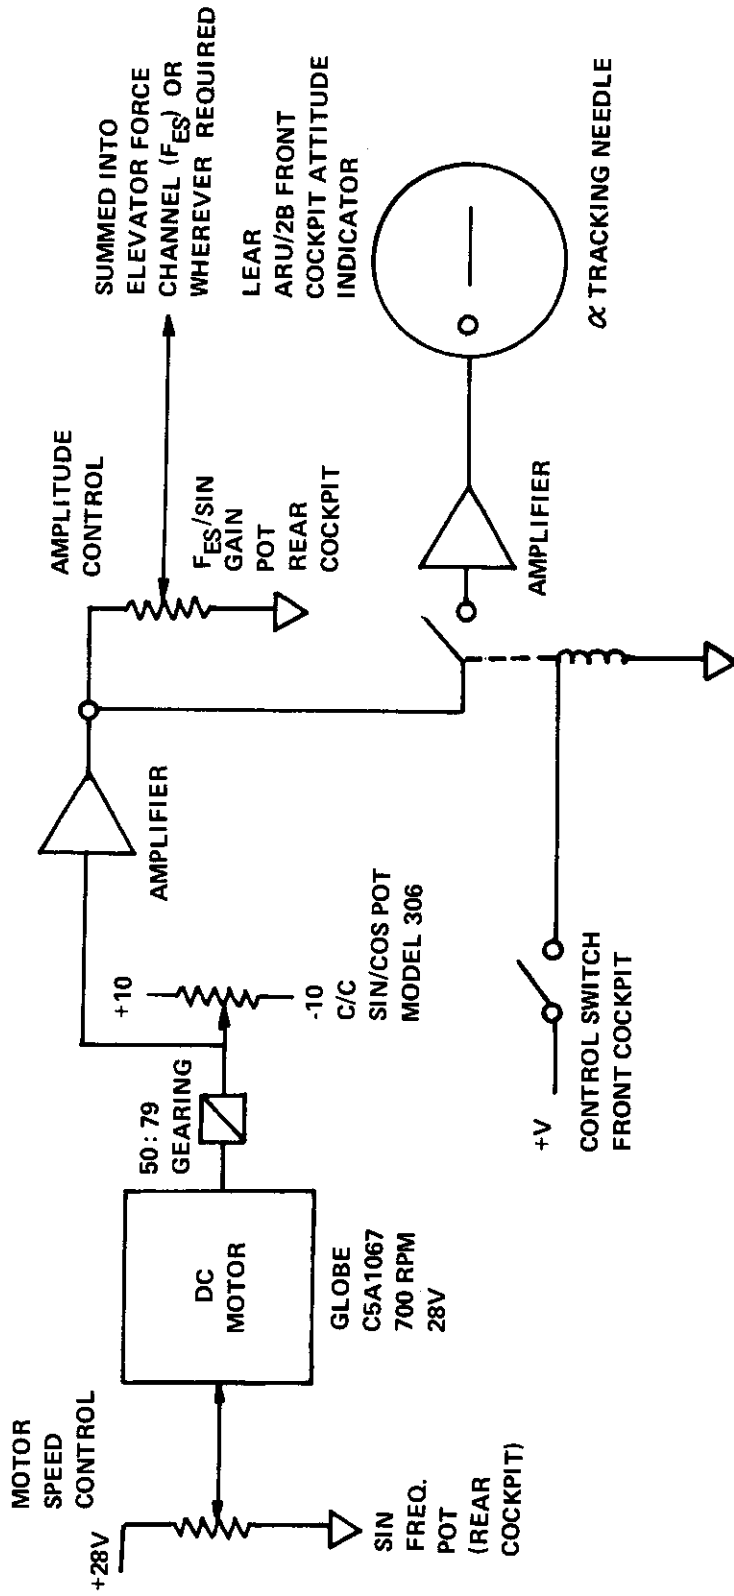 MOTOR
SPEED
CONTROL
+28V
SIN
FREQ.
POT
(REAR
COCKPIT)
DC
MOTOR
GLOBE
C5A1067
700 RPM
28V
50:79
GEARING
+10
-10
C/C
SIN/COS POT
MODEL 306
AMPLIFIER
AMPLITUDE
CONTROL
FES/SIN
GAIN
POT
REAR
COCKPIT
SUMMED INTO
ELEVATOR FORCE
CHANNEL (FES) OR
WHEREVER REQUIRED
LEAR
ARU/2B FRONT
COCKPIT ATTITUDE
INDICATOR
α TRACKING NEEDLE
AMPLIFIER
+V
CONTROL SWITCH
FRONT COCKPIT